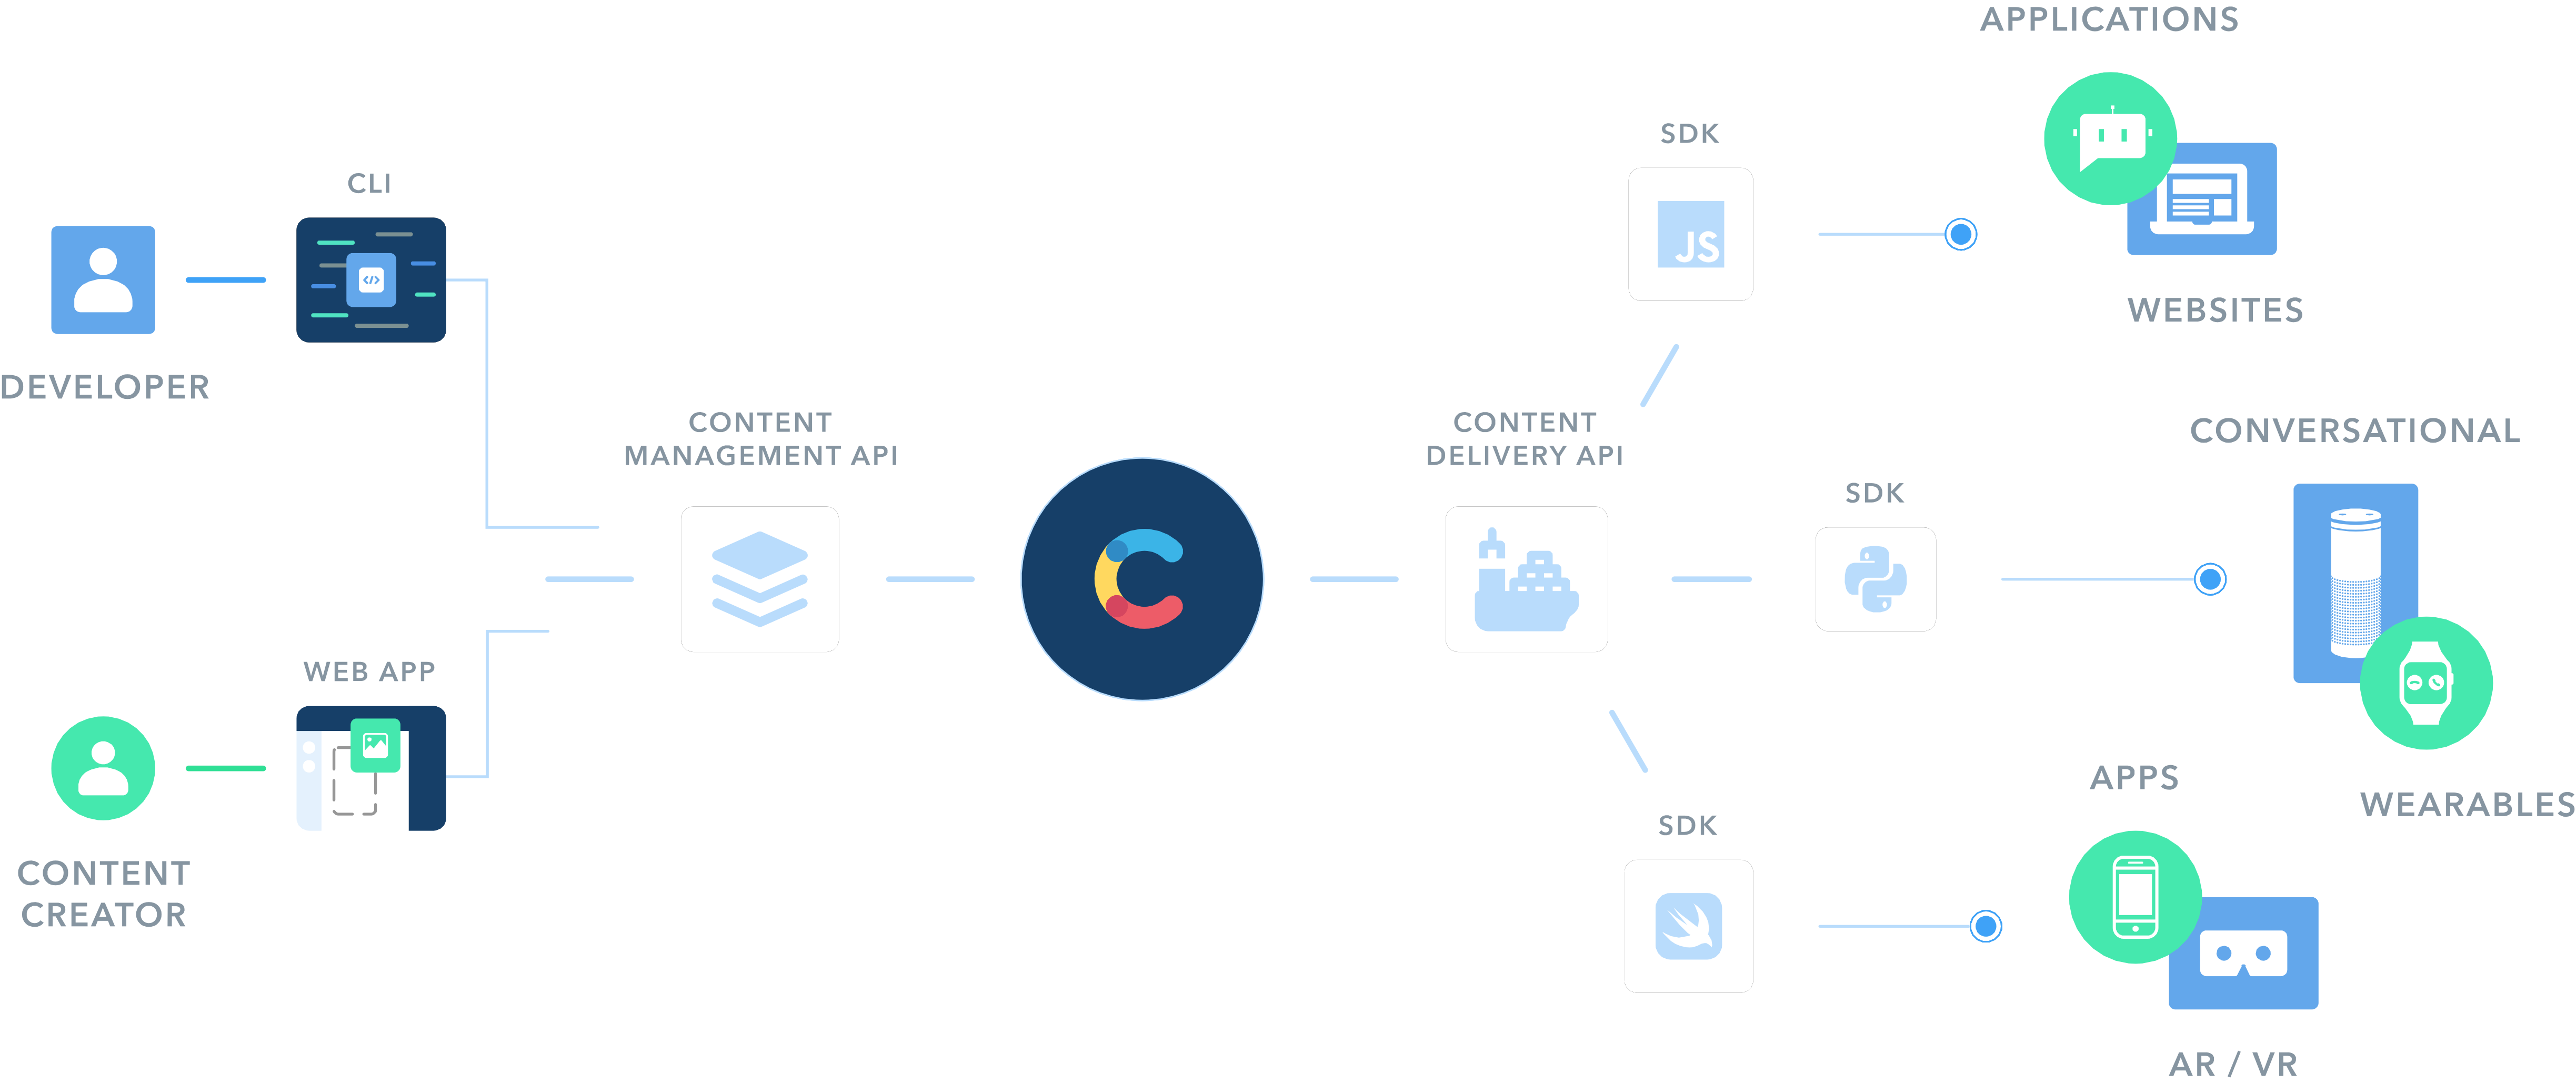 APPLICATIONS
SDK
JS
WEBSITES
CLI
</>
DEVELOPER
CONTENT
MANAGEMENT API
CONTENT
DELIVERY API
CONVERSATIONAL
SDK
WEB APP
CONTENT
CREATOR
WEARABLES
SDK
APPS
AR / VR